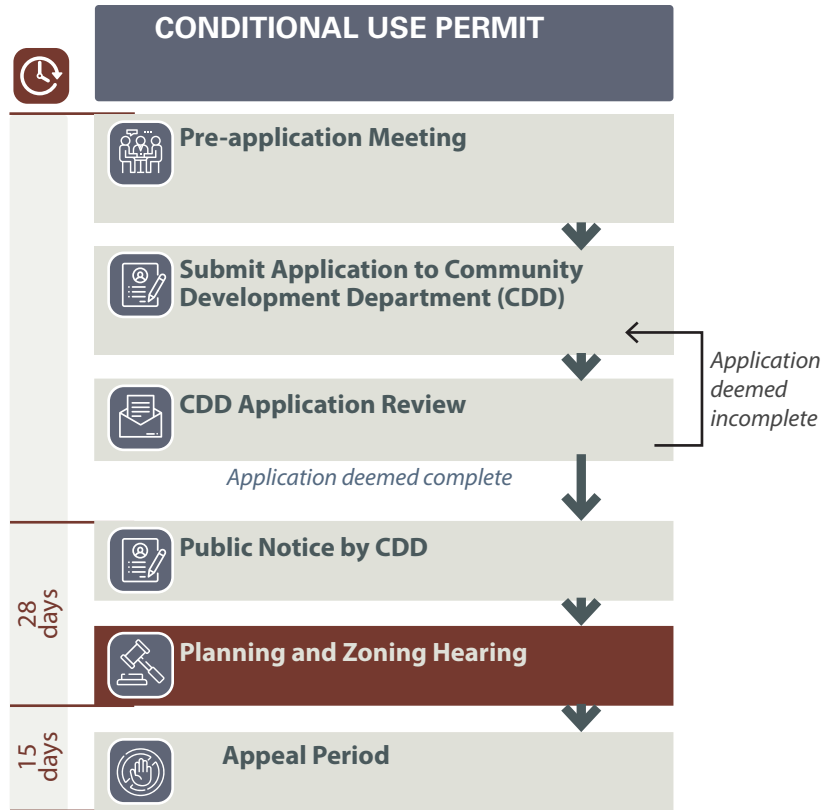 CONDITIONAL USE PERMIT
Pre-application Meeting
Submit Application to Community
Development Department (CDD)
Application
deemed
incomplete
CDD Application Review
Application deemed complete
Public Notice by CDD
28
days
Planning and Zoning Hearing
15
days
Appeal Period